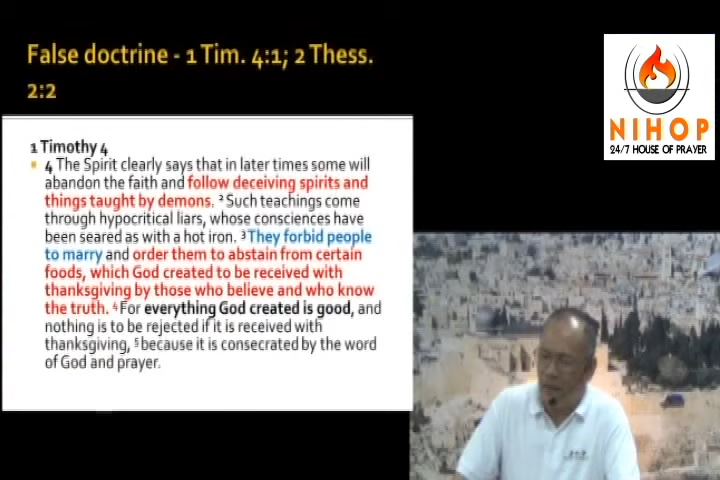 False doctrine - 1 Tim. 4:1; 2 Thess.
2:2
1 Timothy 4
4 The Spirit clearly says that in later times some will
abandon the faith and follow deceiving spirits and
things taught by demons. 2 Such teachings come
through hypocritical liars, whose consciences have
been seared as with a hot iron. 3 They forbid people
to marry and order them to abstain from certain
foods, which God created to be received with
thanksgiving by those who believe and who know
the truth. 4 For everything God created is good, and
nothing is to be rejected if it is received with
thanksgiving, 5 because it is consecrated by the word
of God and prayer.
NIHOP
24/7 HOUSE OF PRAYER